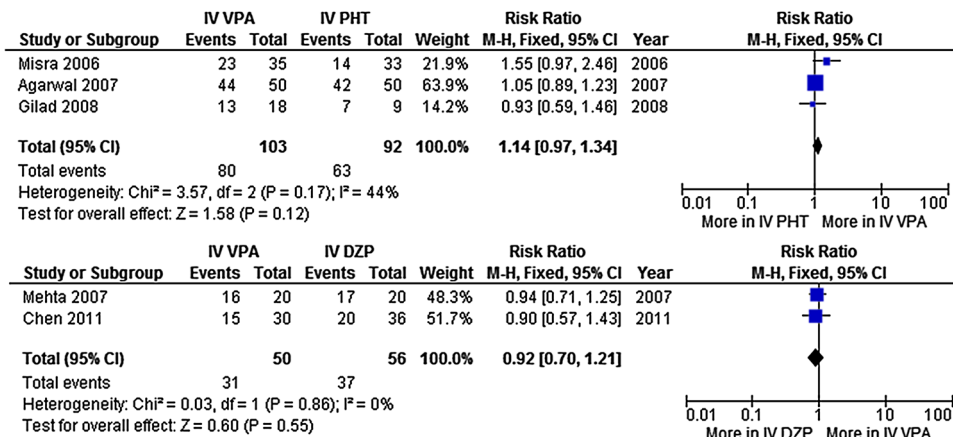 IV VPA IV PHT Risk Ratio Risk Ratio
Study or Subgroup Events Total Events Total Weight M-H, Fixed, 95% CI Year M-H, Fixed, 95% CI
Misra 2006 23 35 14 33 21.9% 1.55 [0.97, 2.46] 2006
Agarwal 2007 44 50 42 50 63.9% 1.05 [0.89, 1.23] 2007
Gilad 2008 13 18 7 9 14.2% 0.93 [0.59, 1.46] 2008
Total (95% CI) 103 92 100.0% 1.14 [0.97, 1.34]
Total events 80 63
Heterogeneity: Chi² = 3.57, df = 2 (P = 0.17); I² = 44%
Test for overall effect: Z = 1.58 (P = 0.12)
0.01 0.1 1 10 100
More in IV PHT More in IV VPA
IV VPA IV DZP Risk Ratio Risk Ratio
Study or Subgroup Events Total Events Total Weight M-H, Fixed, 95% CI Year M-H, Fixed, 95% CI
Mehta 2007 16 20 17 20 48.3% 0.94 [0.71, 1.25] 2007
Chen 2011 15 30 20 36 51.7% 0.90 [0.57, 1.43] 2011
Total (95% CI) 50 56 100.0% 0.92 [0.70, 1.21]
Total events 31 37
Heterogeneity: Chi² = 0.03, df = 1 (P = 0.86); I² = 0%
Test for overall effect: Z = 0.60 (P = 0.55)
0.01 0.1 1 10 100
More in IV DZP More in IV VPA